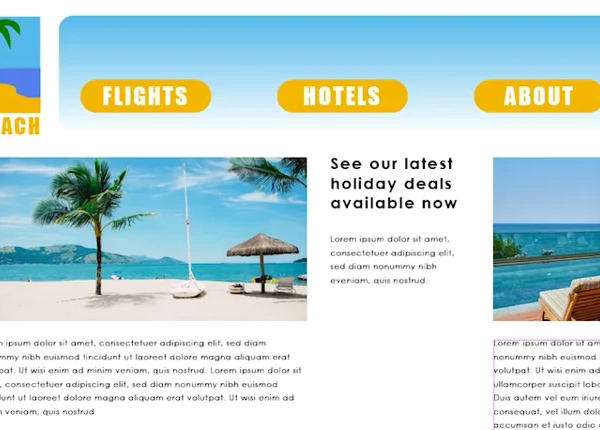 FLIGHTS
HOTELS
ABOUT
ACH
See our latest
holiday deals
available now
Lorem ipsum dolor sit amet,
consectetuer adipiscing elit,
sed diam nonummy nibh
eveniam, quis nostrud.
ipsum dolor sit amet, consectetuer adipiscing elit, sed diam
mmy nibh euismod tincidunt ut laoreet dolore magna aliquam erat
pat. Ut wisi enim ad minim veniam, quis nostrud. Lorem ipsum dolor sit
, consectetuer adipiscing elit, sed diam nonummy nibh euismod
dunt ut laoreet dolore magna aliquam erat volutpat. Ut wisi enim ad
veniam, quis nostrud
Lorem ipsum dolor sit
nonummy nibh euismod
volutpat. Ut wisi enim
ullamcorper suscipit lob
Duis autem vel eum iriure
consequat, vel illum dolo
accumsan et iusto odio